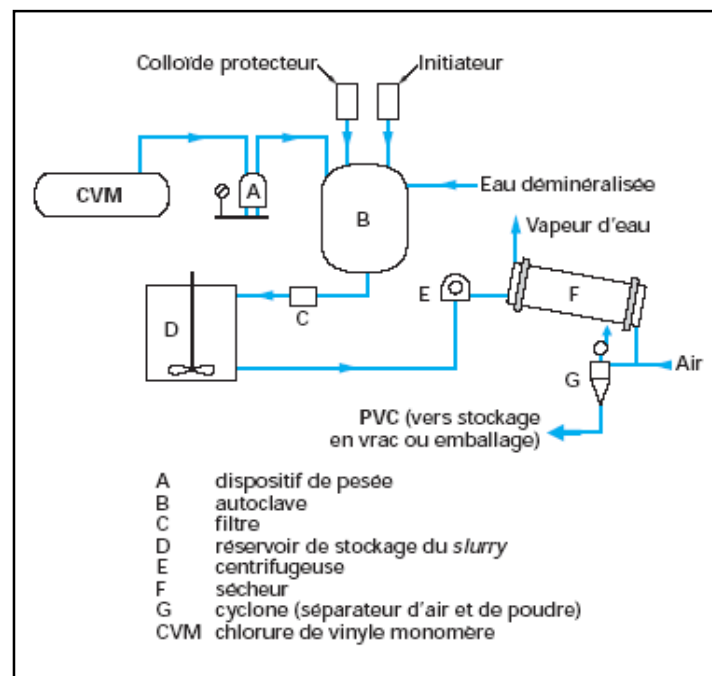 Colloïde protecteur
Initiateur
CVM
A
B
Eau déminéralisée
Vapeur d'eau
E
F
D
C
G
Air
PVC (vers stockage
en vrac ou emballage)
A dispositif de pesée
B autoclave
C filtre
D réservoir de stockage du slurry
E centrifugeuse
F sécheur
G cyclone (séparateur d'air et de poudre)
CVM chlorure de vinyle monomère